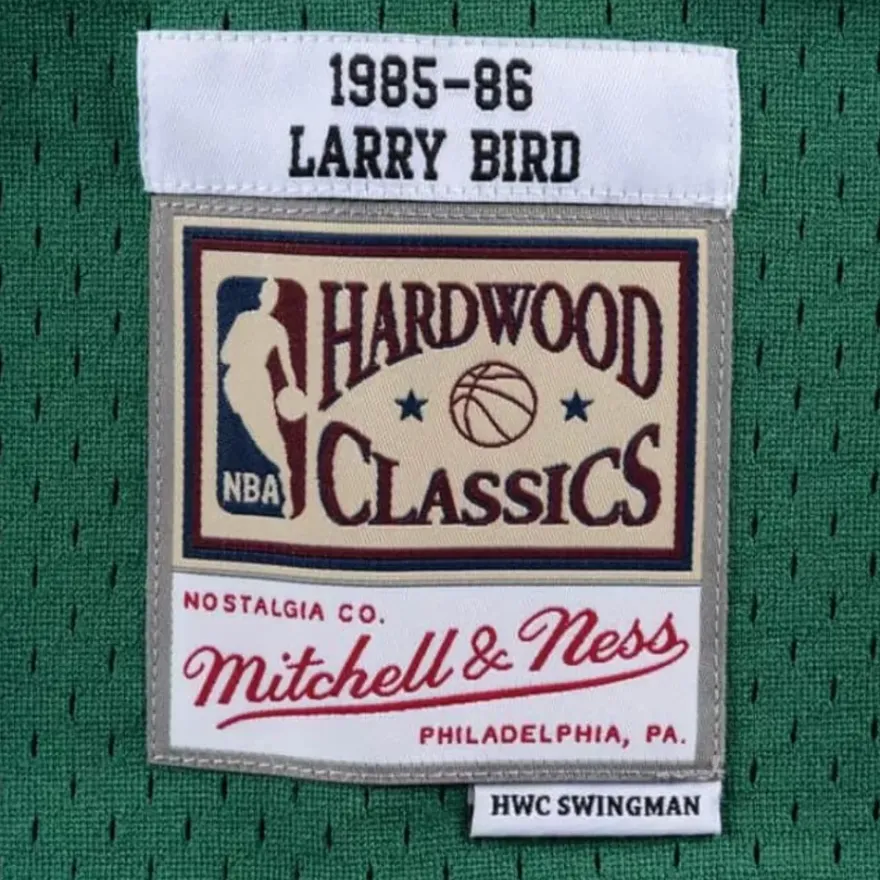 1985-86
LARRY BIRD
HARDWOOD
CLASSICS
NBA
NOSTALGIA CO.
Mitchell & Ness
PHILADELPHIA, PA.
HWC SWINGMAN